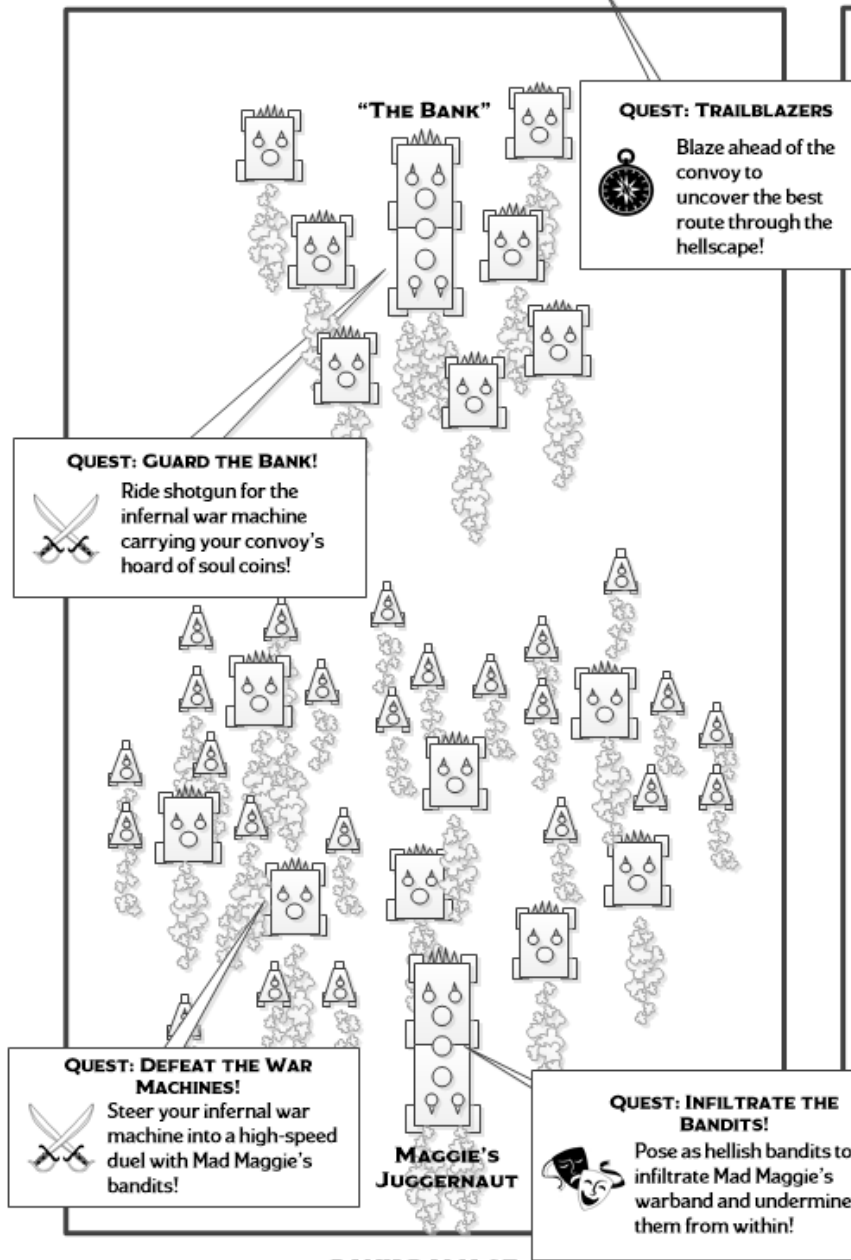 "THE BANK"
QUEST: TRAILBLAZERS
Blaze ahead of the
convoy to
uncover the best
route through the
hellscape!
QUEST: GUARD THE BANK!
Ride shotgun for the
infernal war machine
carrying your convoy's
hoard of soul coins!
QUEST: DEFEAT THE WAR
MACHINES!
Steer your infernal war
machine into a high-speed
duel with Mad Maggie's
bandits!
MAGGIE'S
JUGGERNAUT
QUEST: INFILTRATE THE
BANDITS!
Pose as hellish bandits to
infiltrate Mad Maggie's
warband and undermine
them from within!